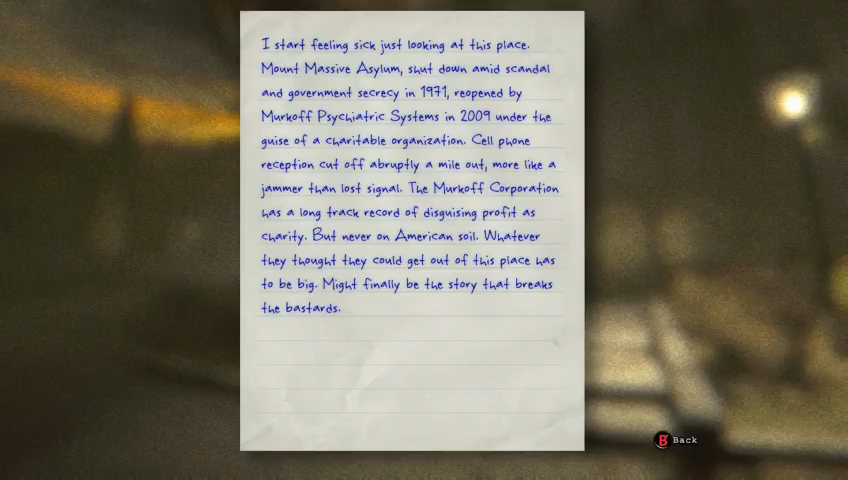 I start feeling sick just looking at this place.
Mount Massive Asylum, shut down amid scandal
and government secrecy in 1971, reopened by
Murkoff Psychiatric Systems in 2009 under the
guise of a charitable organization. Cell phone
reception cut off abruptly a mile out, more like a
jammer than lost signal. The Murkoff Corporation
has a long track record of disguising profit as
charity. But never on American soil. Whatever
they thought they could get out of this place has
to be big. Might finally be the story that breaks
the bastards.
B Back